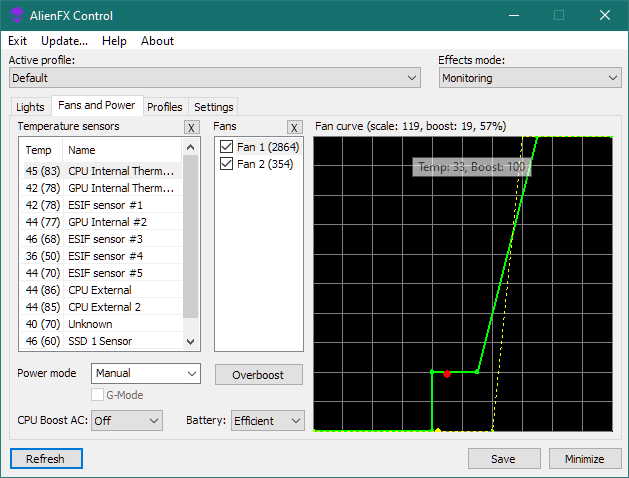 AlienFX Control
Exit Update... Help About
Active profile: Effects mode:
Default Monitoring
Lights Fans and Power Profiles Settings
Temperature sensors X Fans X Fan curve (scale: 119, boost: 19, 57%)
Temp Name
45 (83) CPU Internal Therm...
42 (78) GPU Internal Therm...
42 (78) ESIF sensor #1
44 (77) GPU Internal #2
46 (68) ESIF sensor #3
36 (50) ESIF sensor #4
44 (70) ESIF sensor #5
44 (86) CPU External
44 (85) CPU External 2
40 (70) Unknown
46 (60) SSD 1 Sensor
Fan 1 (2864)
Fan 2 (354)
Temp: 33, Boost: 100
Power mode Manual Overboost
G-Mode
CPU Boost AC: Off Battery: Efficient
Refresh Save Minimize